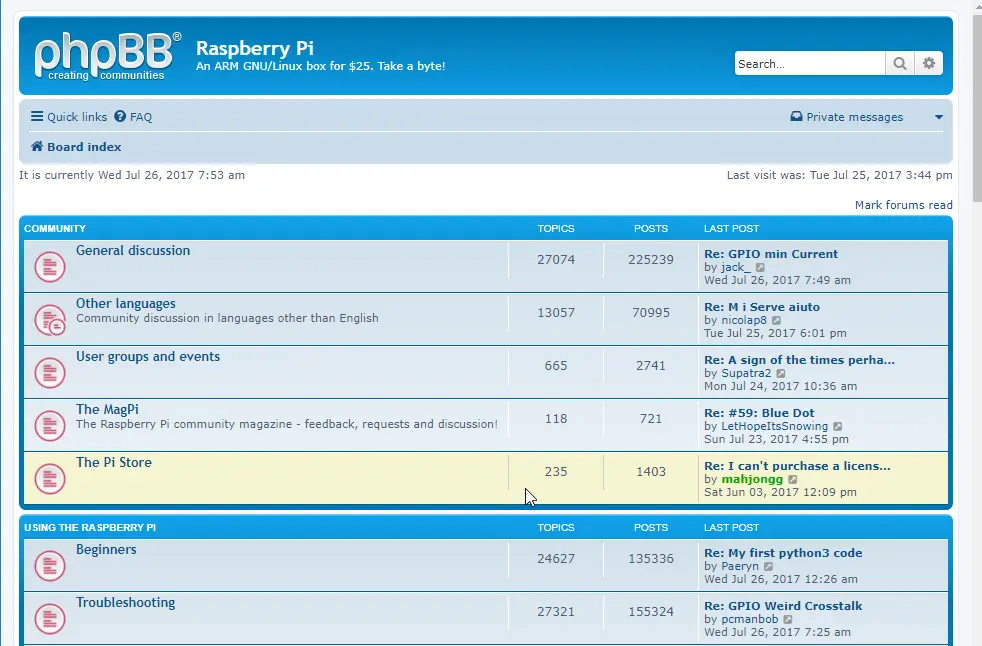 phpBB®
creating communities
Raspberry Pi
An ARM GNU/Linux box for $25. Take a byte!
Search...
Quick links FAQ
Private messages
Board index
It is currently Wed Jul 26, 2017 7:53 am
Last visit was: Tue Jul 25, 2017 3:44 pm
Mark forums read
COMMUNITY TOPICS POSTS LAST POST
General discussion
27074 225239
Re: GPIO min Current
by jack_
Wed Jul 26, 2017 7:49 am
Other languages
Community discussion in languages other than English
13057 70995
Re: M i Serve aiuto
by nicolap8
Tue Jul 25, 2017 6:01 pm
User groups and events
665 2741
Re: A sign of the times perha...
by Supatra2
Mon Jul 24, 2017 10:36 am
The MagPi
The Raspberry Pi community magazine - feedback, requests and discussion!
118 721
Re: #59: Blue Dot
by LetHopeItsSnowing
Sun Jul 23, 2017 4:55 pm
The Pi Store
235 1403
Re: I can't purchase a licens...
by mahjongg
Sat Jun 03, 2017 12:09 pm
USING THE RASPBERRY PI TOPICS POSTS LAST POST
Beginners
24627 135336
Re: My first python3 code
by Paeryn
Wed Jul 26, 2017 12:26 am
Troubleshooting
27321 155324
Re: GPIO Weird Crosstalk
by pcmanbob
Wed Jul 26, 2017 7:25 am